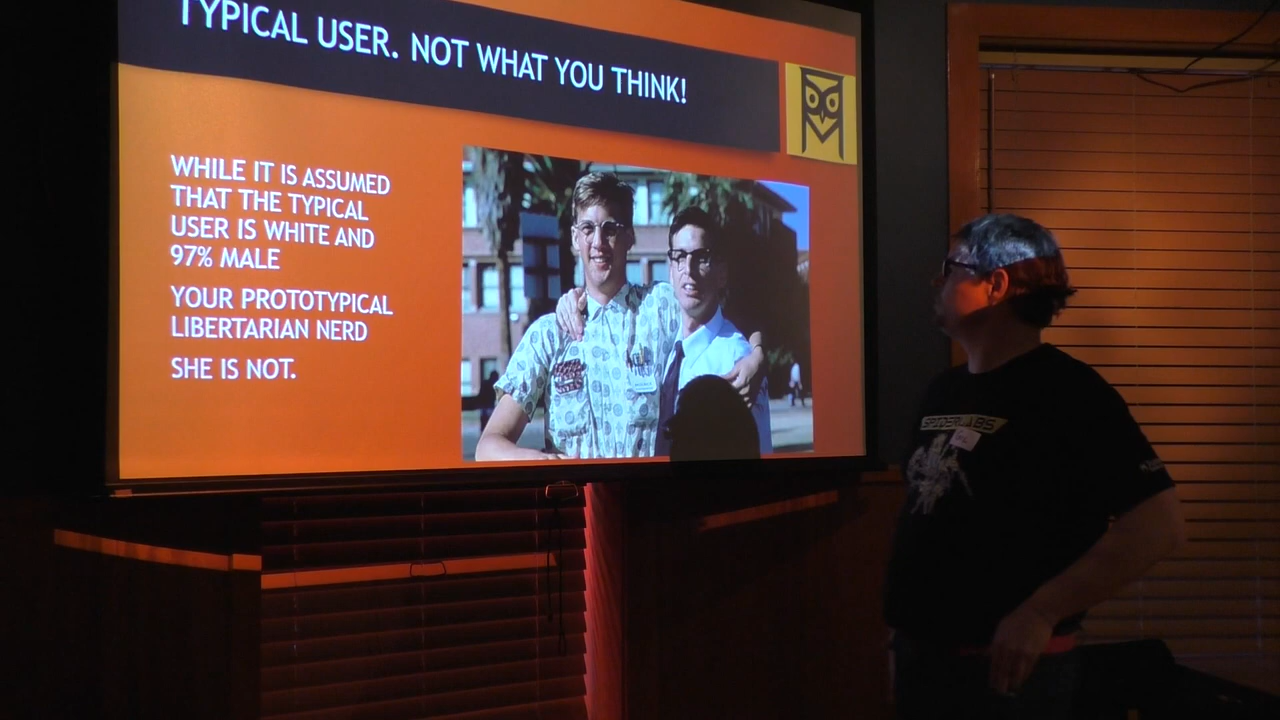 TYPICAL USER. NOT WHAT YOU THINK!
WHILE IT IS ASSUMED
THAT THE TYPICAL
USER IS WHITE AND
97% MALE
YOUR PROTOTYPICAL
LIBERTARIAN NERD
SHE IS NOT.
SPIDERLABS